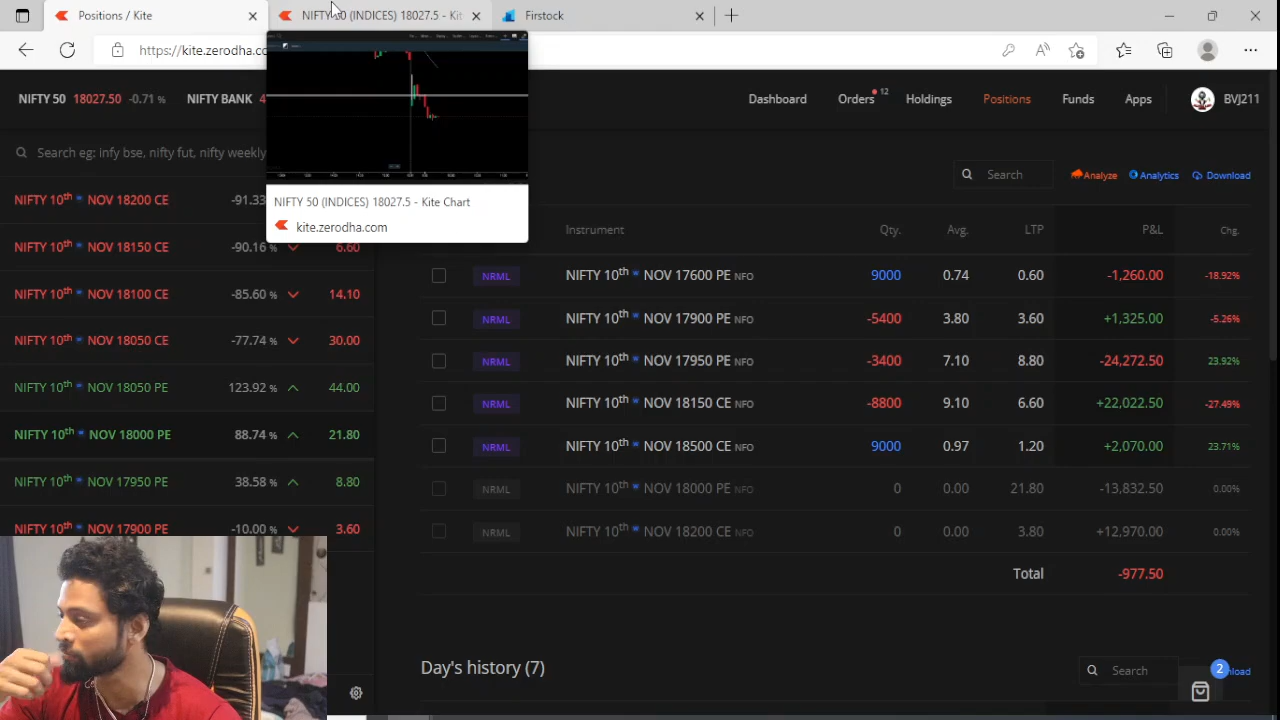 Positions / Kite
NIFTY 50 (INDICES) 18027.5 - Kit
Firstock
https://kite.zerodha.
NIFTY 50 18027.50 -0.71 %
NIFTY BANK 4
Dashboard
Orders 12
Holdings
Positions
Funds
Apps
BVJ211
Search eg: infy bse, nifty fut, nifty weekly
NIFTY 50 (INDICES) 18027.5 - Kite Chart
kite.zerodha.com
NIFTY 10th w NOV 18200 CE -91.33
NIFTY 10th w NOV 18150 CE -90.16 % 6.60
NIFTY 10th w NOV 18100 CE -85.60 % 14.10
NIFTY 10th w NOV 18050 CE -77.74 % 30.00
NIFTY 10th w NOV 18050 PE 123.92 % 44.00
NIFTY 10th w NOV 18000 PE 88.74 % 21.80
NIFTY 10th w NOV 17950 PE 38.58 % 8.80
NIFTY 10th w NOV 17900 PE -10.00 % 3.60
Search
Analyze
Analytics
Download
Instrument Qty. Avg. LTP P&L Chg.
NRML NIFTY 10th w NOV 17600 PE NFO 9000 0.74 0.60 -1,260.00 -18.92%
NRML NIFTY 10th w NOV 17900 PE NFO -5400 3.80 3.60 +1,325.00 -5.26%
NRML NIFTY 10th w NOV 17950 PE NFO -3400 7.10 8.80 -24,272.50 23.92%
NRML NIFTY 10th w NOV 18150 CE NFO -8800 9.10 6.60 +22,022.50 -27.49%
NRML NIFTY 10th w NOV 18500 CE NFO 9000 0.97 1.20 +2,070.00 23.71%
NRML NIFTY 10th w NOV 18000 PE NFO 0 0.00 21.80 -13,832.50 0.00%
NRML NIFTY 10th w NOV 18200 CE NFO 0 0.00 3.80 +12,970.00 0.00%
Total -977.50
Day's history (7)
Search
nload
2